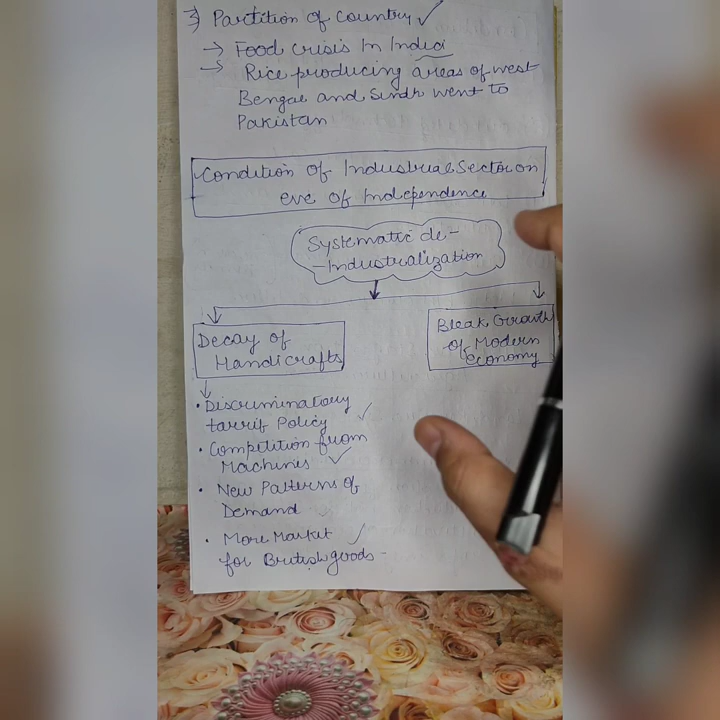 3) Partition of Country ✓
→ Food crisis In India
→ Rice producing areas of west
Bengal and Sindh went to
Pakistan
Condition of Industrial Sector on
eve of Independence
Systematic de-
-Industralization
Decay of
Handicrafts
Bleak Growth
of Modern
economy
• Discriminatory
tarrif Policy ✓
• Competition from
Machines ✓
• New Patterns of
Demand
• More Market ✓
for British goods-